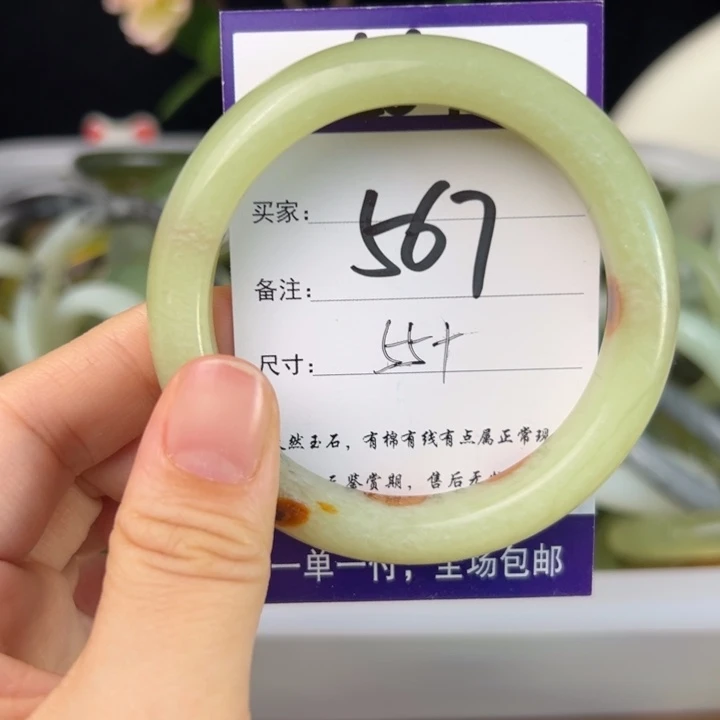 买家: 567
备注:
尺寸: 55+
然玉石，有棉有线有点属正常现
鉴赏期，售后无
一单一付，全场包邮